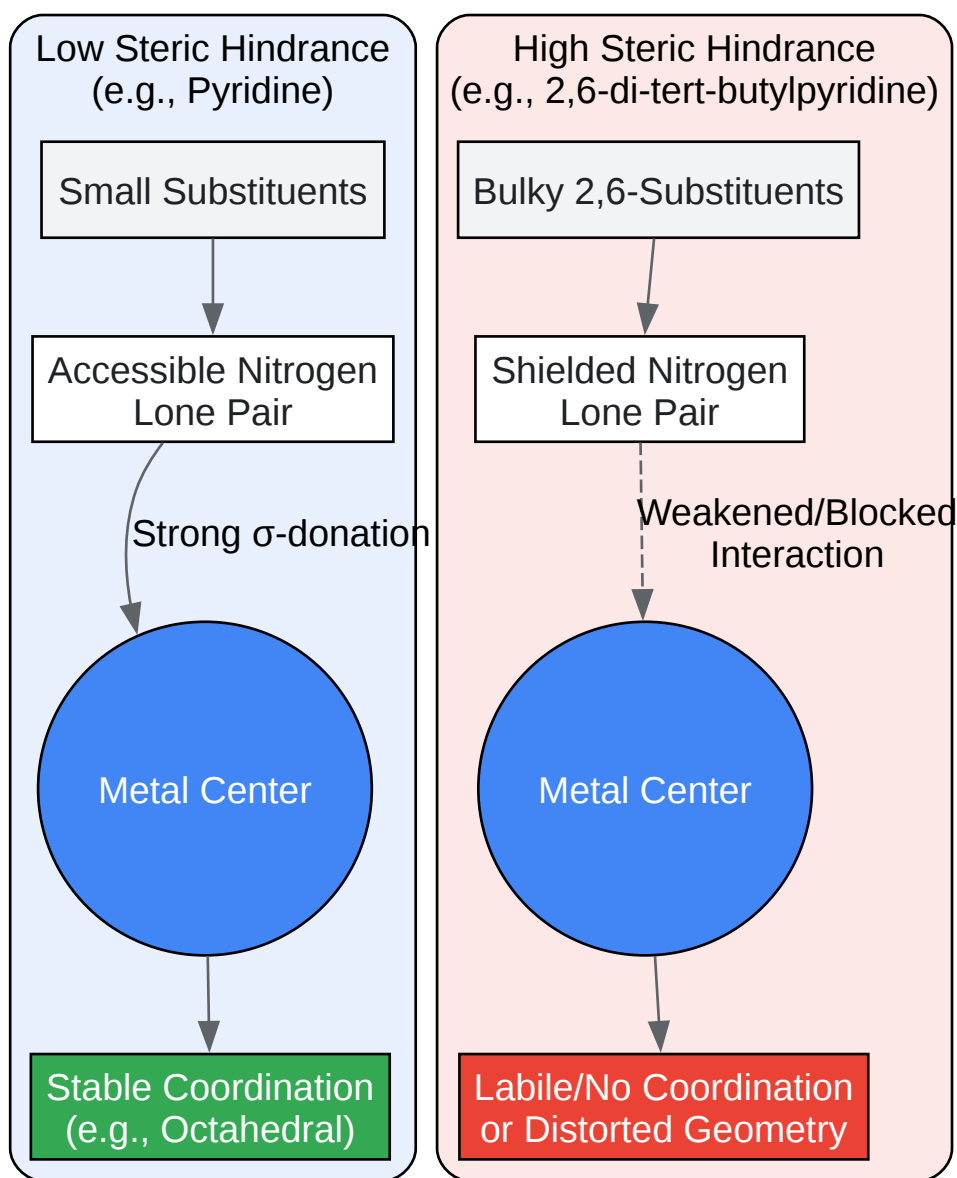 Low Steric Hindrance
(e.g., Pyridine)
Small Substituents
Accessible Nitrogen
Lone Pair
Strong σ-donation
Metal Center
Stable Coordination
(e.g., Octahedral)
High Steric Hindrance
(e.g., 2,6-di-tert-butylpyridine)
Bulky 2,6-Substituents
Shielded Nitrogen
Lone Pair
Weakened/Blocked
Interaction
Metal Center
Labile/No Coordination
or Distorted Geometry